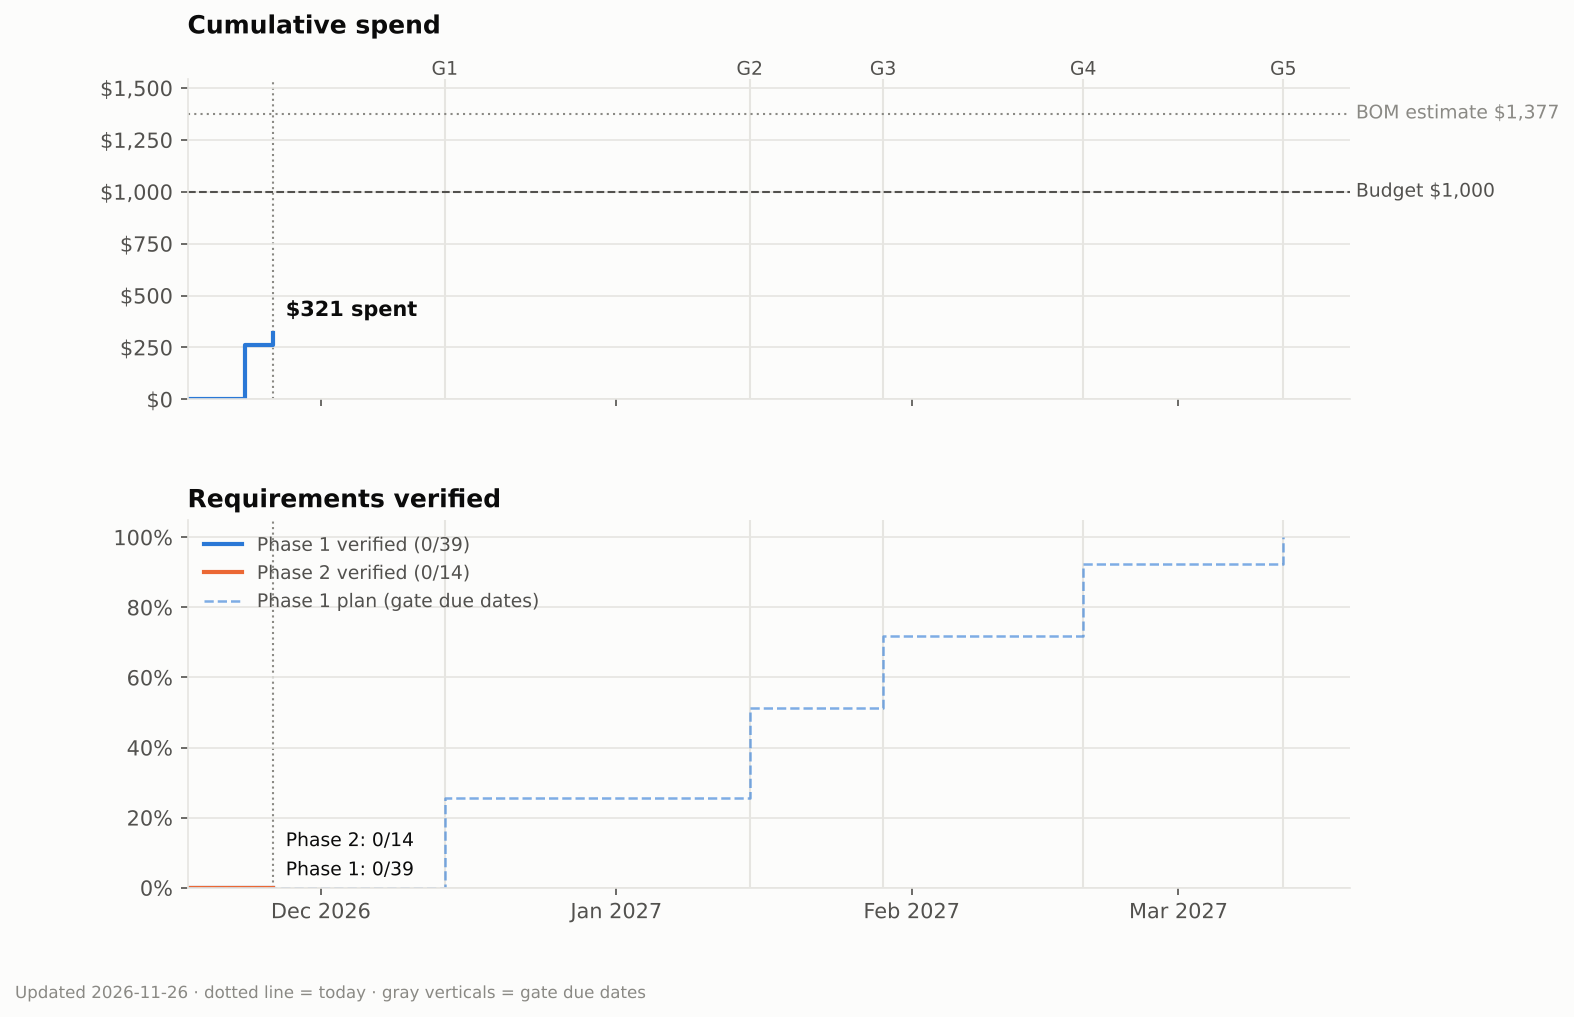 Cumulative spend
G1 G2 G3 G4 G5
$1,500
BOM estimate $1,377
$1,250
$1,000
Budget $1,000
$750
$500
$321 spent
$250
$0
Requirements verified
100%
Phase 1 verified (0/39)
Phase 2 verified (0/14)
Phase 1 plan (gate due dates)
80%
60%
40%
20%
Phase 2: 0/14
Phase 1: 0/39
0%
Dec 2026 Jan 2027 Feb 2027 Mar 2027
Updated 2026-11-26 · dotted line = today · gray verticals = gate due dates